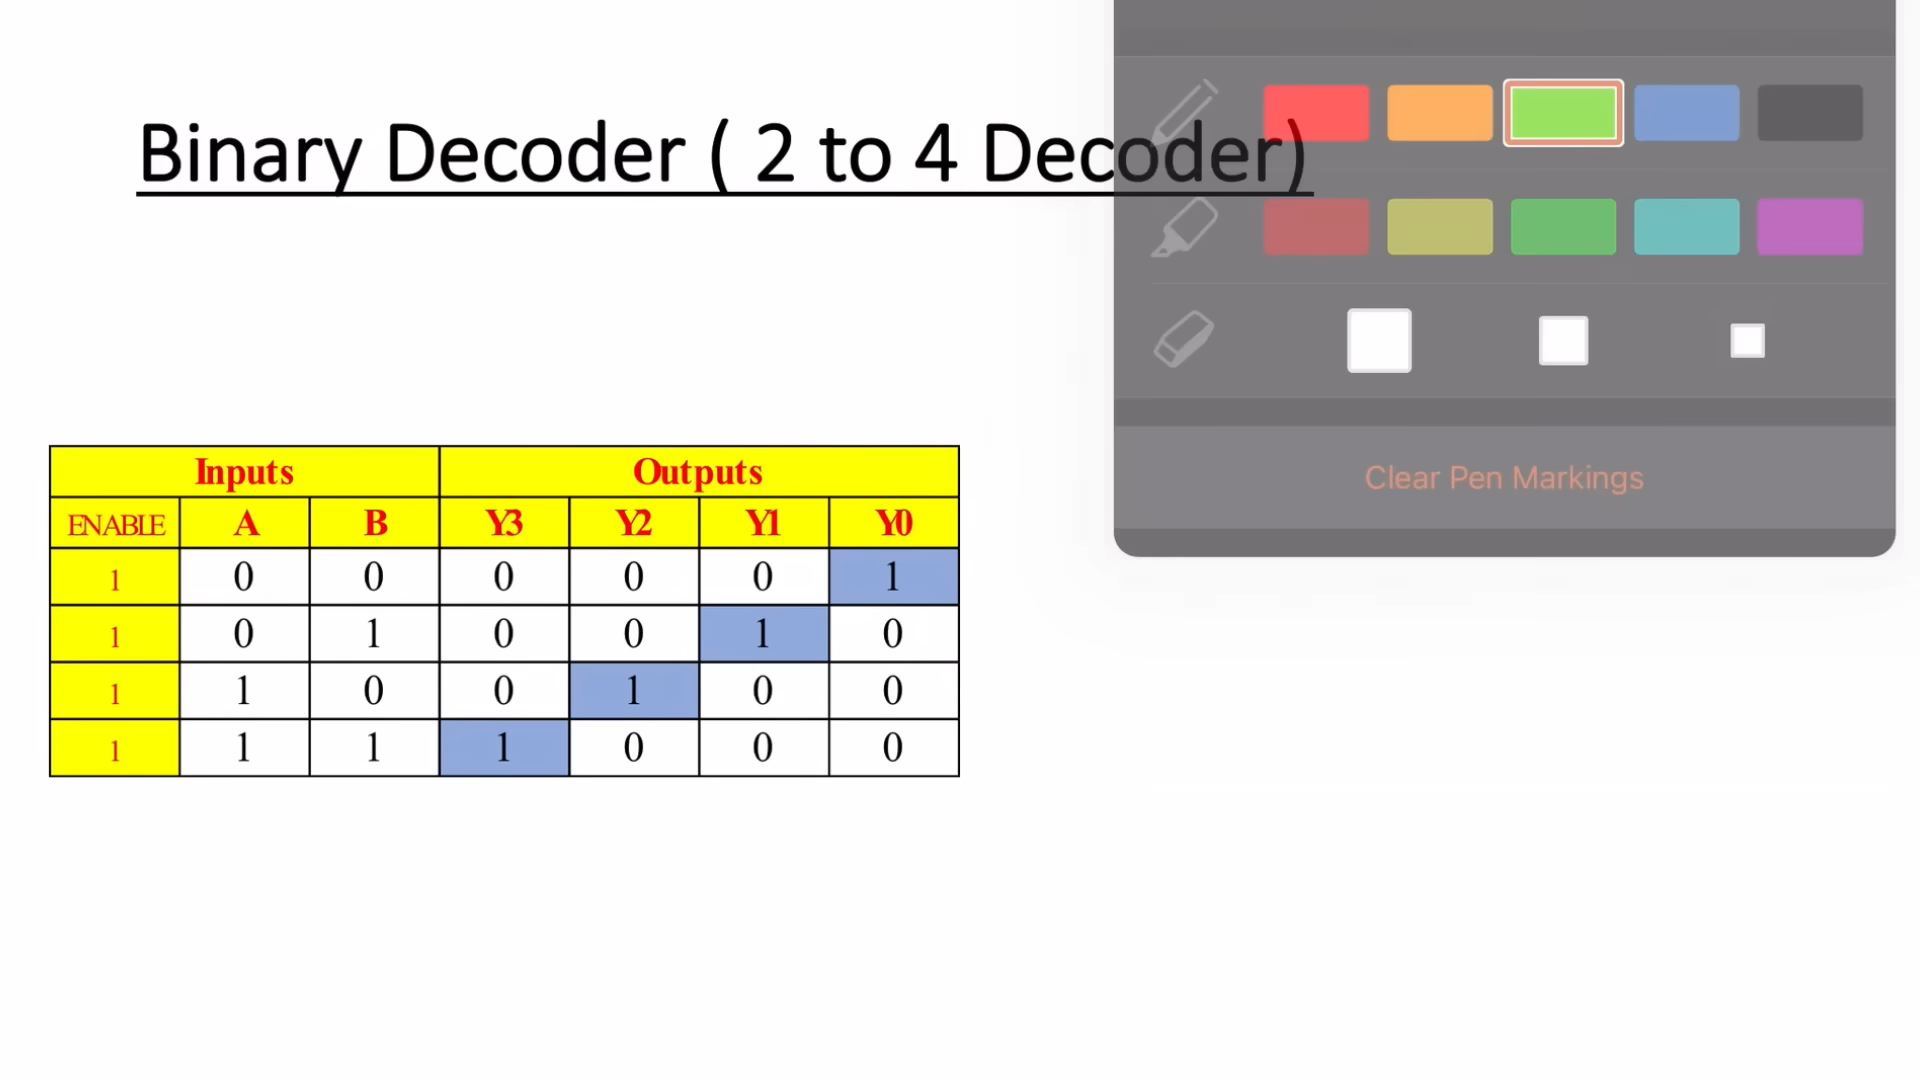 Binary Decoder ( 2 to 4 Decoder)
Clear Pen Markings
Inputs Outputs
ENABLE A B Y3 Y2 Y1 Y0
1 0 0 0 0 0 1
1 0 1 0 0 1 0
1 1 0 0 1 0 0
1 1 1 1 0 0 0